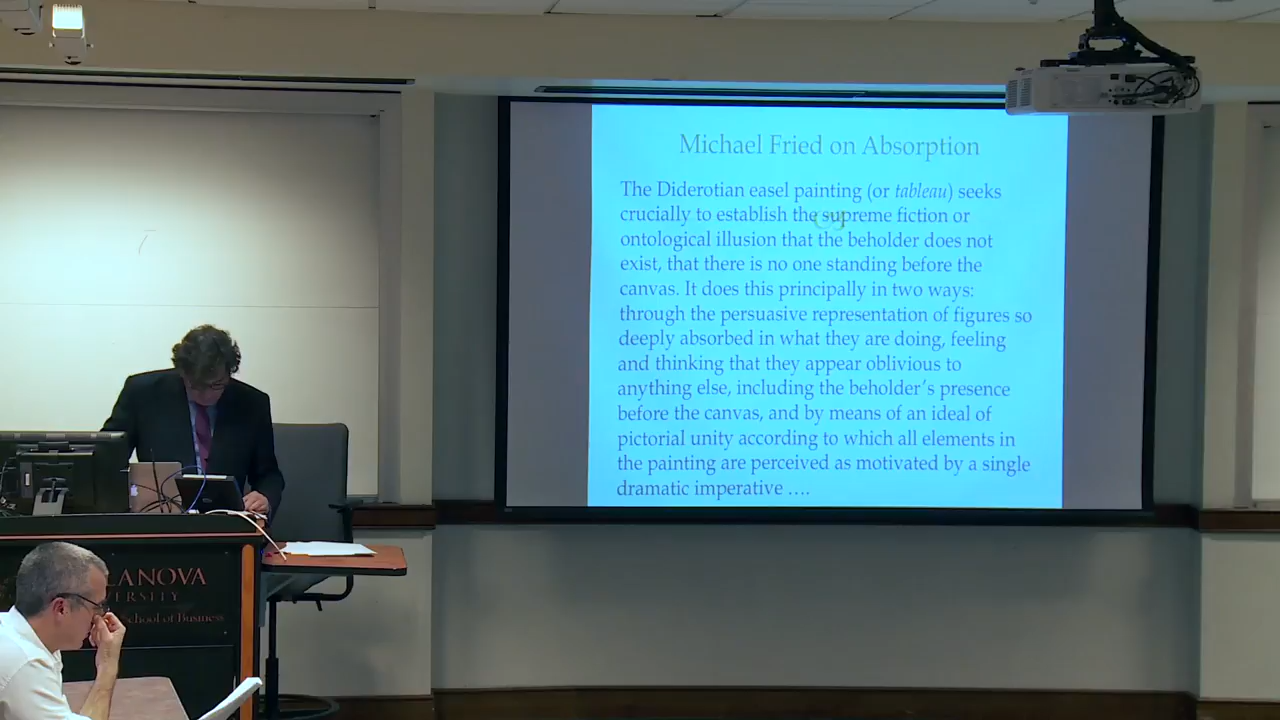 Michael Fried on Absorption
The Diderotian easel painting (or tableau) seeks
crucially to establish the supreme fiction or
ontological illusion that the beholder does not
exist, that there is no one standing before the
canvas. It does this principally in two ways:
through the persuasive representation of figures so
deeply absorbed in what they are doing, feeling
and thinking that they appear oblivious to
anything else, including the beholder's presence
before the canvas, and by means of an ideal of
pictorial unity according to which all elements in
the painting are perceived as motivated by a single
dramatic imperative ….
LANOVA
ERSITY
School of Business